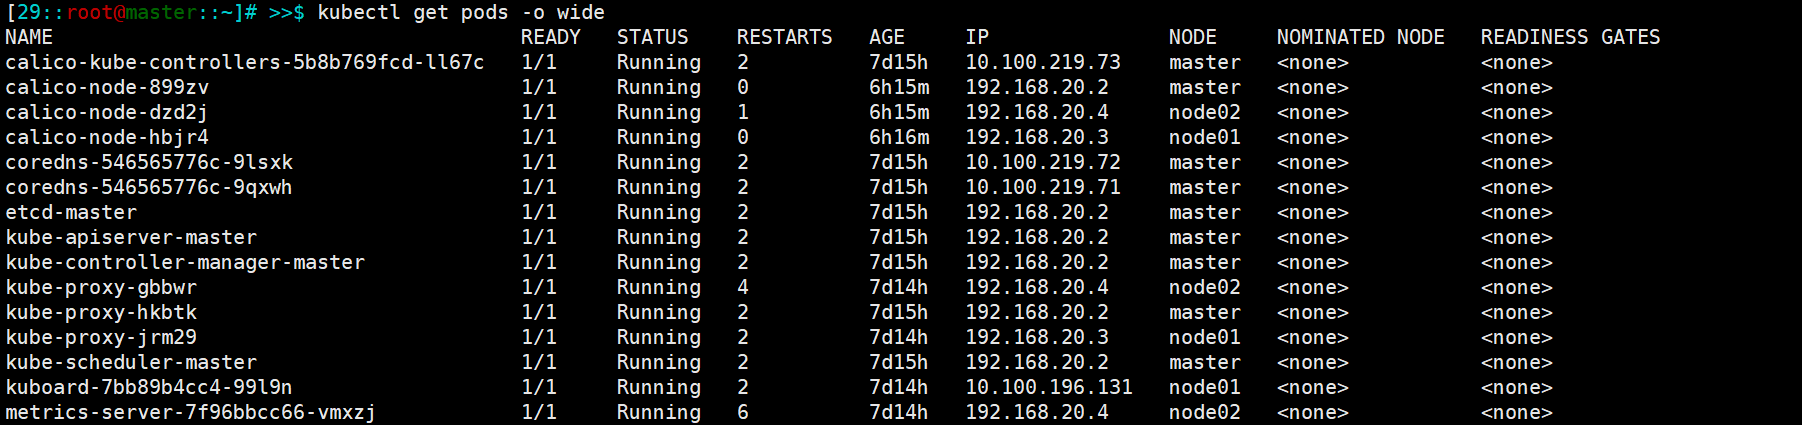 [29::root@master::~]# >>$ kubectl get pods -o wide
NAME READY STATUS RESTARTS AGE IP NODE NOMINATED NODE READINESS GATES
calico-kube-controllers-5b8b769fcd-ll67c 1/1 Running 2 7d15h 10.100.219.73 master <none> <none>
calico-node-899zv 1/1 Running 0 6h15m 192.168.20.2 master <none> <none>
calico-node-dzd2j 1/1 Running 1 6h15m 192.168.20.4 node02 <none> <none>
calico-node-hbjr4 1/1 Running 0 6h16m 192.168.20.3 node01 <none> <none>
coredns-546565776c-9lsxk 1/1 Running 2 7d15h 10.100.219.72 master <none> <none>
coredns-546565776c-9qxwh 1/1 Running 2 7d15h 10.100.219.71 master <none> <none>
etcd-master 1/1 Running 2 7d15h 192.168.20.2 master <none> <none>
kube-apiserver-master 1/1 Running 2 7d15h 192.168.20.2 master <none> <none>
kube-controller-manager-master 1/1 Running 2 7d15h 192.168.20.2 master <none> <none>
kube-proxy-gbbwr 1/1 Running 4 7d14h 192.168.20.4 node02 <none> <none>
kube-proxy-hkbtk 1/1 Running 2 7d15h 192.168.20.2 master <none> <none>
kube-proxy-jrm29 1/1 Running 2 7d14h 192.168.20.3 node01 <none> <none>
kube-scheduler-master 1/1 Running 2 7d15h 192.168.20.2 master <none> <none>
kuboard-7bb89b4cc4-99l9n 1/1 Running 2 7d14h 10.100.196.131 node01 <none> <none>
metrics-server-7f96bbcc66-vmxzj 1/1 Running 6 7d14h 192.168.20.4 node02 <none> <none>